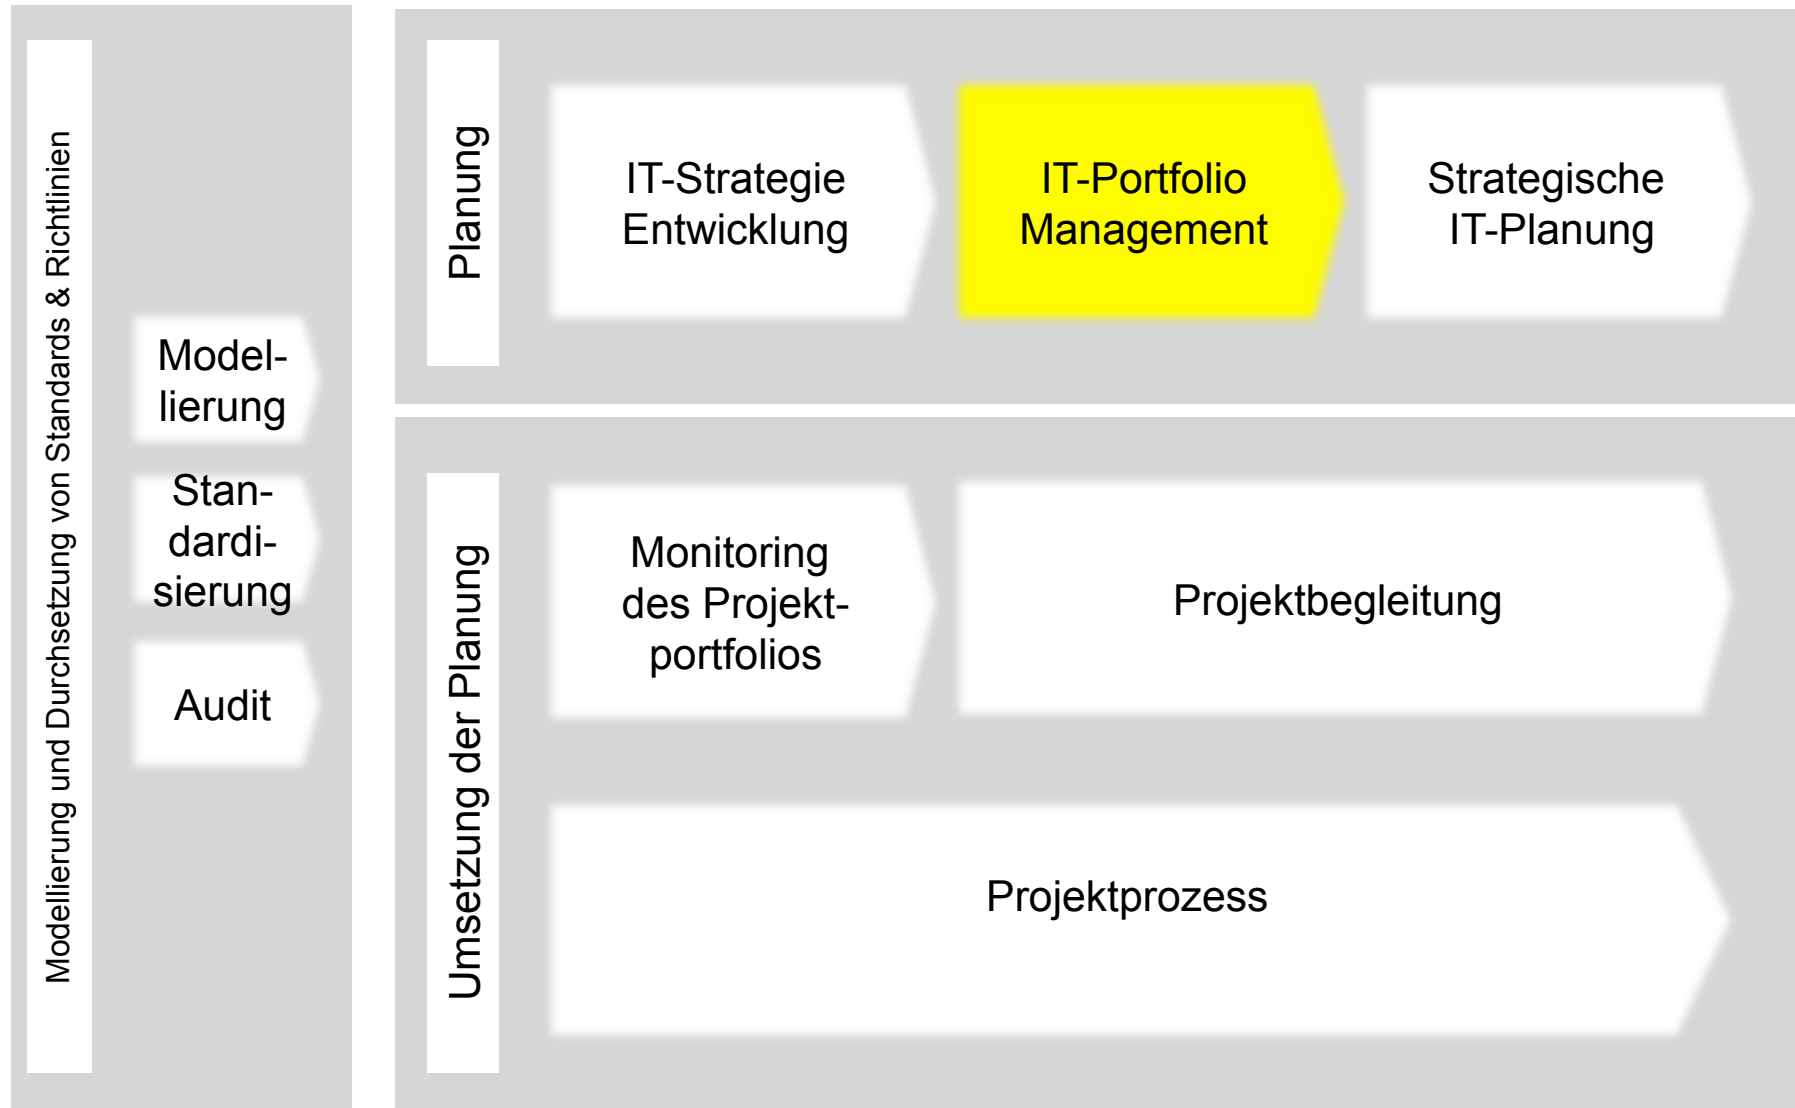 Modellierung und Durchsetzung von Standards & Richtlinien
Model-
lierung
Stan-
dardi-
sierung
Audit
Planung
IT-Strategie
Entwicklung
IT-Portfolio
Management
Strategische
IT-Planung
Umsetzung der Planung
Monitoring
des Projekt-
portfolios
Projektbegleitung
Projektprozess